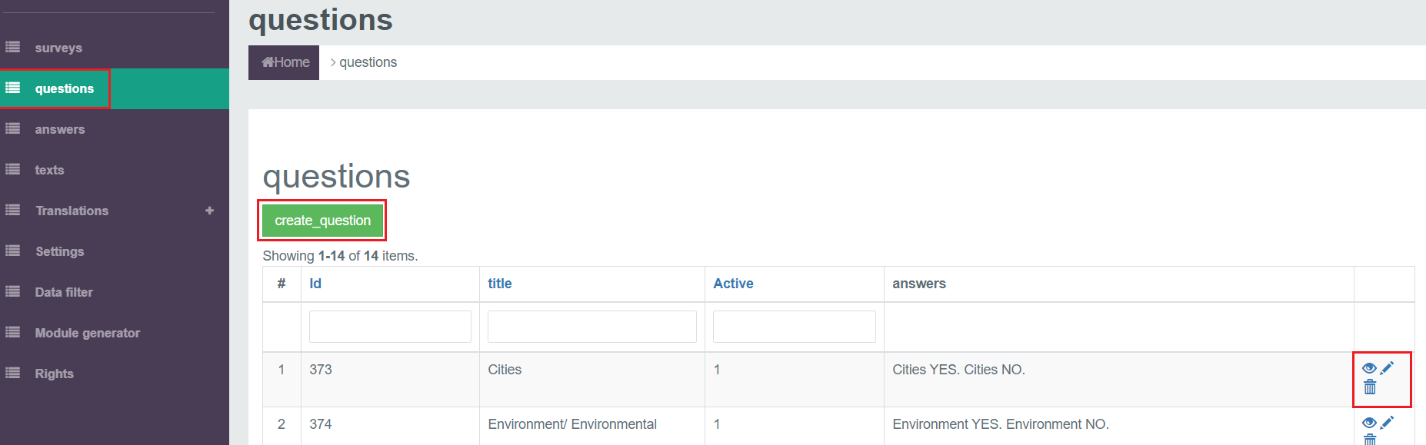 surveys
questions
answers
texts
Translations +
Settings
Data filter
Module generator
Rights
questions
Home > questions
questions
create_question
Showing 1-14 of 14 items.
# Id title Active answers
1 373 Cities 1 Cities YES. Cities NO.
2 374 Environment/ Environmental 1 Environment YES. Environment NO.